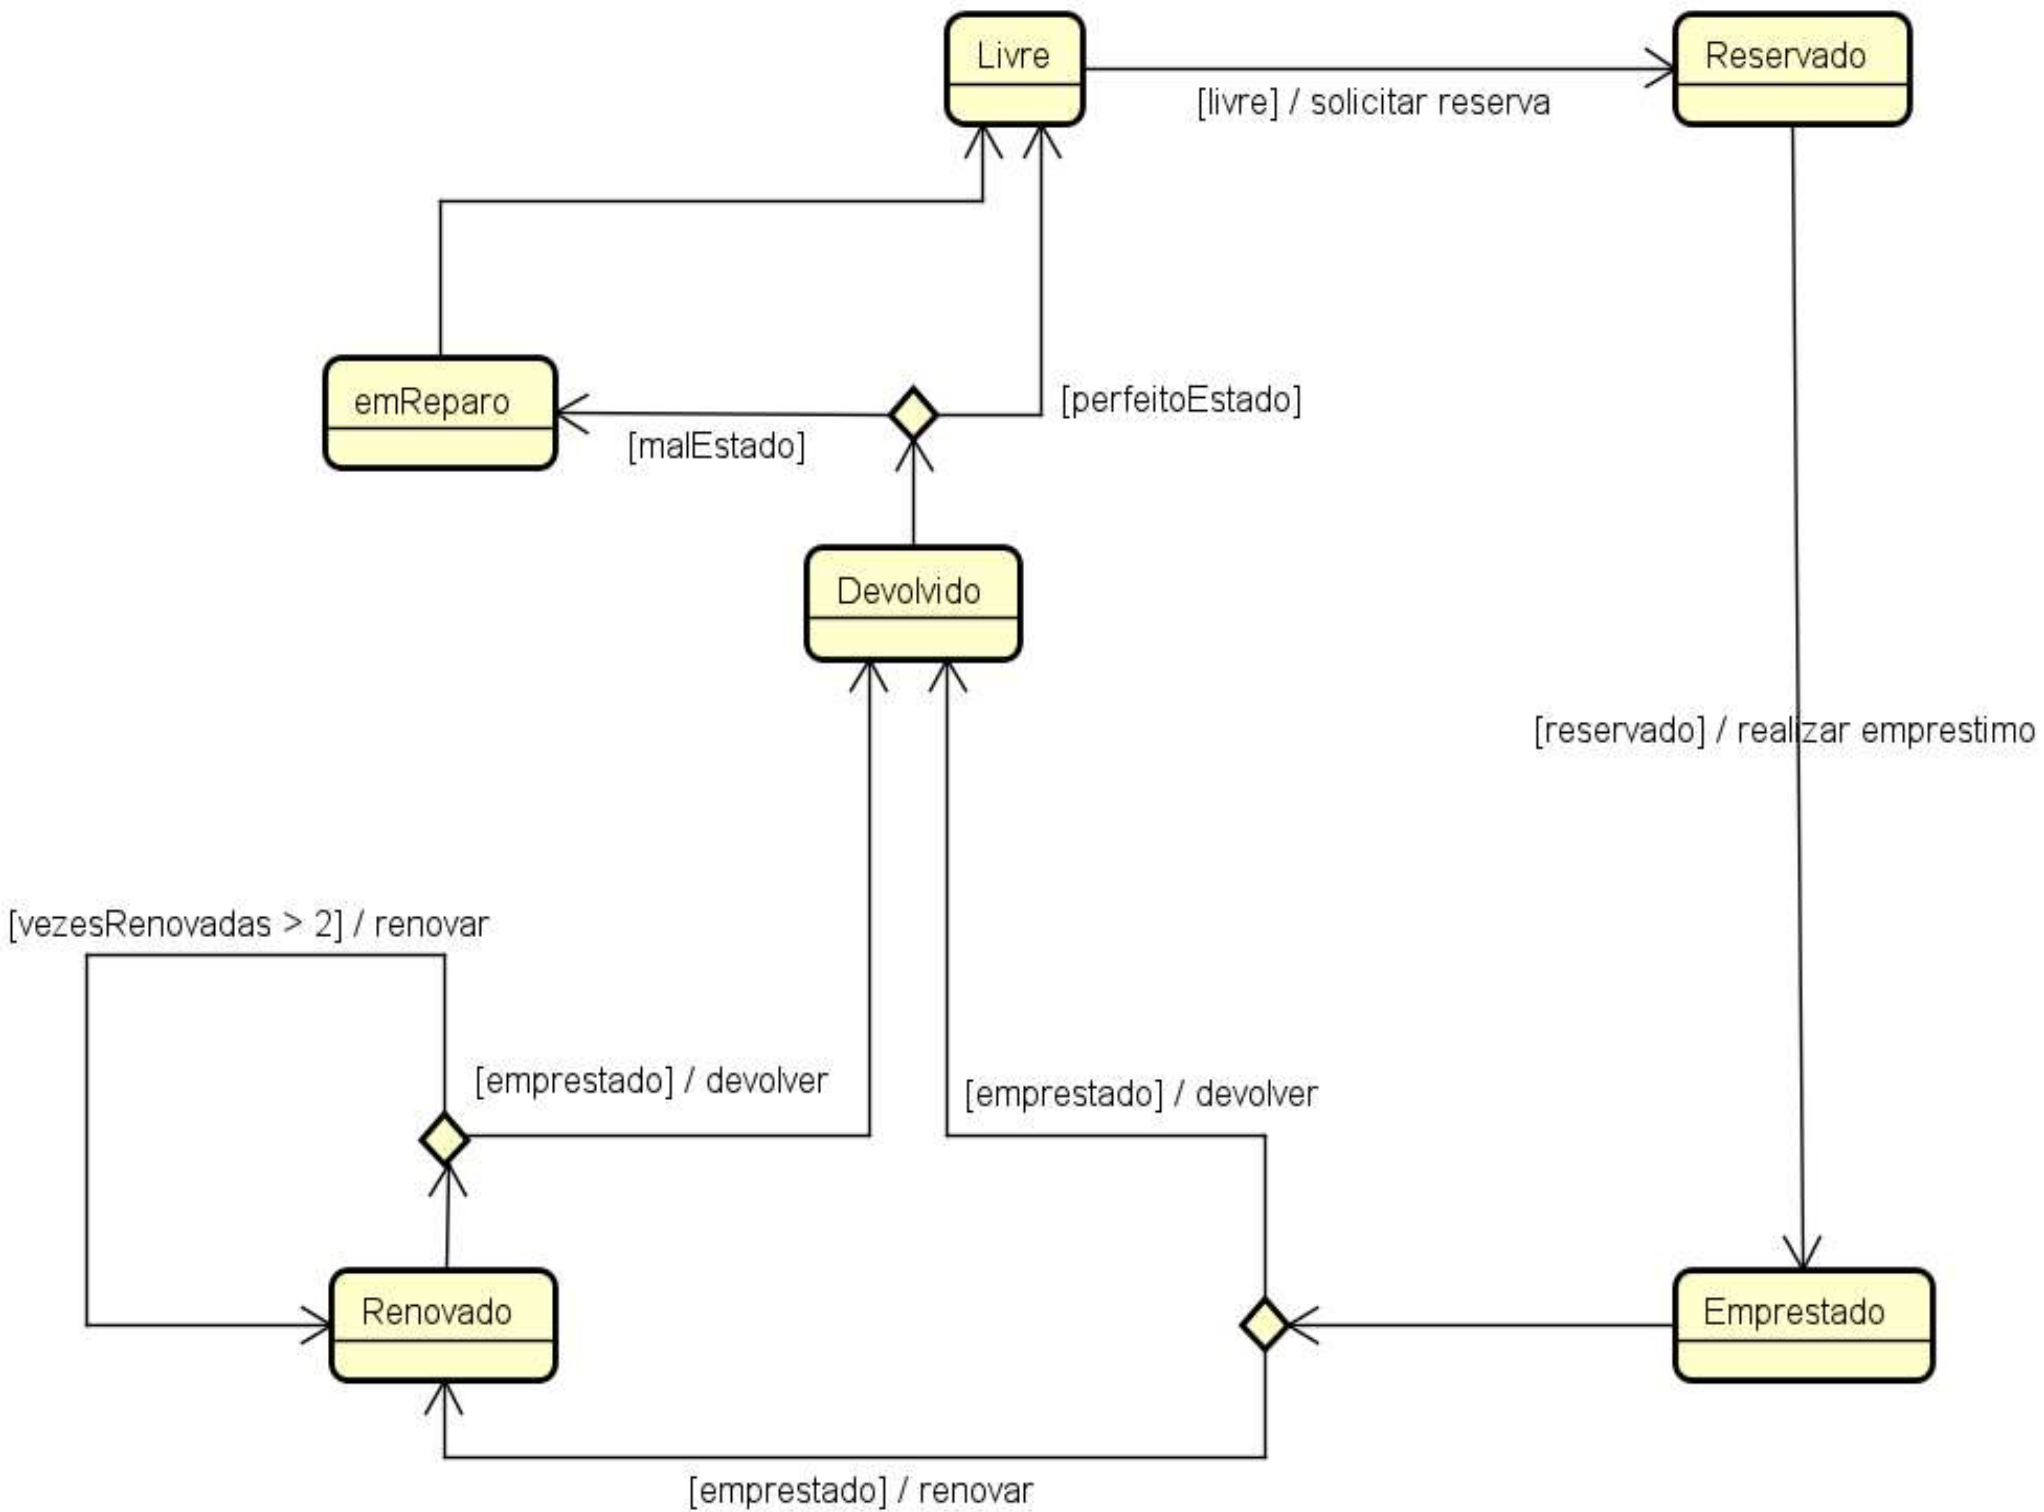 Livre
Reservado
[livre] / solicitar reserva
emReparo
[perfeitoEstado]
[malEstado]
Devolvido
[reservado] / realizar emprestimo
[vezesRenovadas > 2] / renovar
[emprestado] / devolver
[emprestado] / devolver
Renovado
Emprestado
[emprestado] / renovar